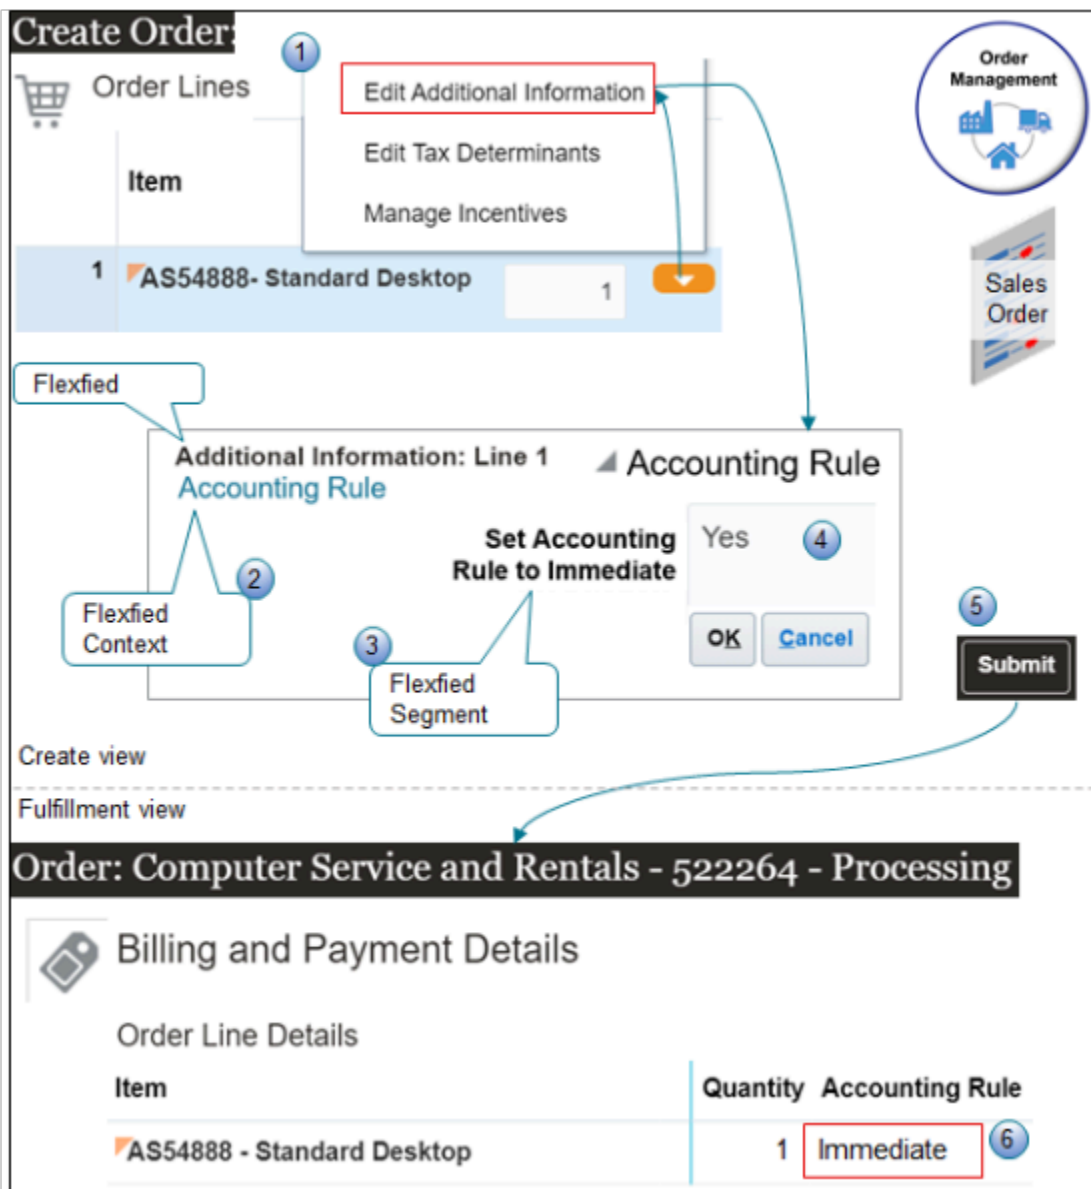 Create Order:
1
Order Lines
Edit Additional Information
Edit Tax Determinants
Manage Incentives
Order
Management
Item
1 AS54888- Standard Desktop 1
Sales
Order
Flexfied
Additional Information: Line 1
Accounting Rule
Accounting Rule
Set Accounting
Rule to Immediate
Yes
4
2
Flexfied
Context
3
Flexfied
Segment
OK
Cancel
5
Submit
Create view
Fulfillment view
Order: Computer Service and Rentals - 522264 - Processing
Billing and Payment Details
Order Line Details
Item Quantity Accounting Rule
AS54888 - Standard Desktop 1 Immediate
6